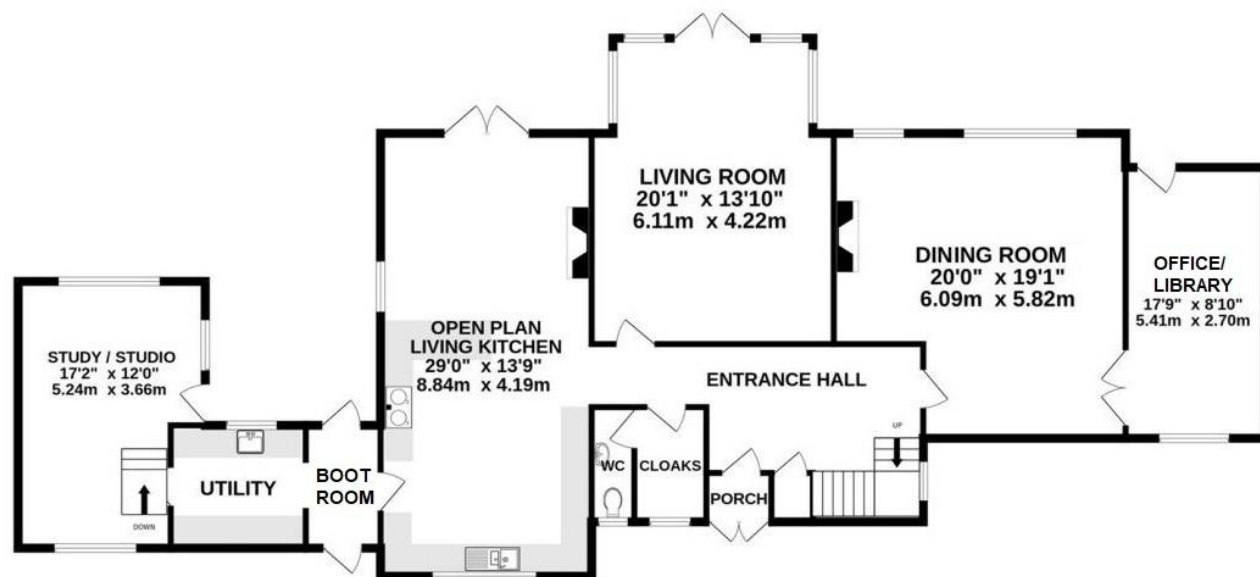 LIVING ROOM
20'1" x 13'10"
6.11m x 4.22m
DINING ROOM
20'0" x 19'1"
6.09m x 5.82m
OFFICE/
LIBRARY
17'9" x 8'10"
5.41m x 2.70m
OPEN PLAN
LIVING KITCHEN
29'0" x 13'9"
8.84m x 4.19m
STUDY / STUDIO
17'2" x 12'0"
5.24m x 3.66m
ENTRANCE HALL
UP
WC
CLOAKS
PORCH
BOOT
ROOM
UTILITY
DOWN